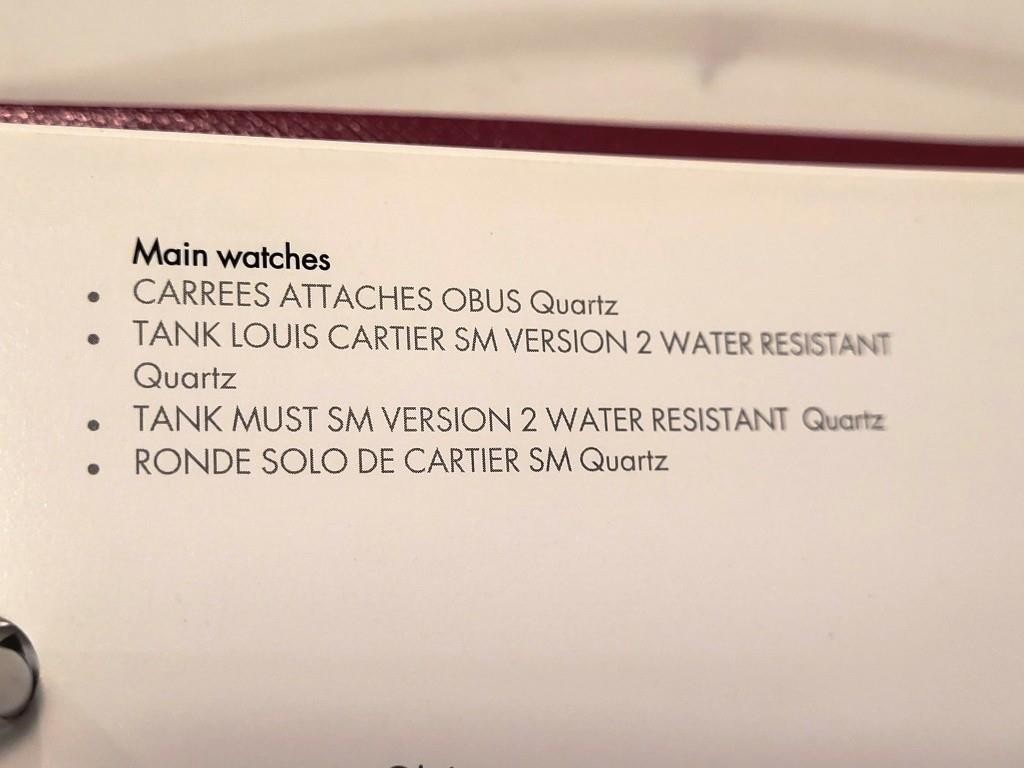 Main watches
• CARREES ATTACHES OBUS Quartz
• TANK LOUIS CARTIER SM VERSION 2 WATER RESISTANT
Quartz
• TANK MUST SM VERSION 2 WATER RESISTANT Quartz
• RONDE SOLO DE CARTIER SM Quartz